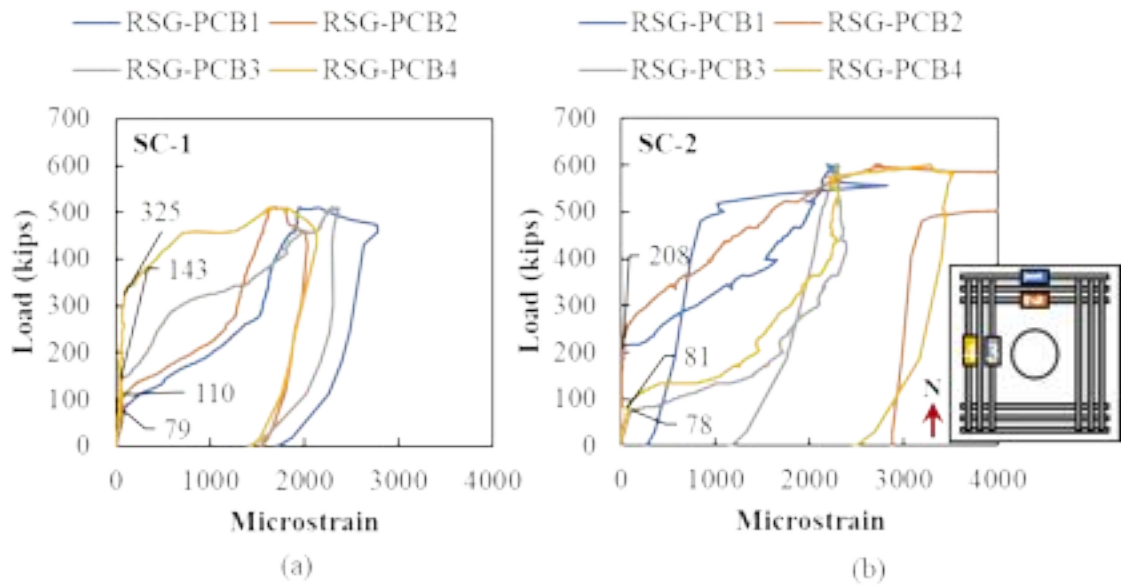 RSG-PCB1 RSG-PCB2
RSG-PCB3 RSG-PCB4
RSG-PCB1 RSG-PCB2
RSG-PCB3 RSG-PCB4
SC-1
Load (kips)
700
600
500
400
300
200
100
0
325
143
110
79
0 1000 2000 3000 4000
Microstrain
(a)
SC-2
Load (kips)
700
600
500
400
300
200
100
0
208
81
78
0 1000 2000 3000 4000
Microstrain
(b)
N